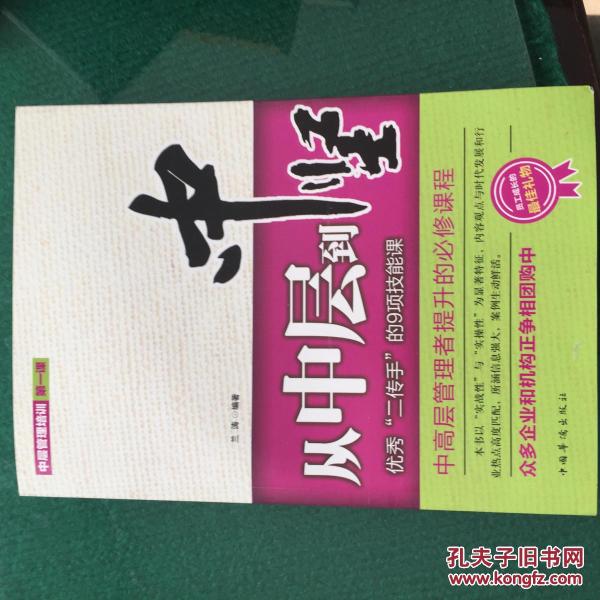 中层管理培训 第一课
兰涛◎编著
从中层到
中坚
优秀“二传手”的9项技能课
中高层管理者提升的必修课程
本书以“实战性”与“实操性”为显著特征，内容观点与时代发展和行
业热点高度匹配，所涵信息强大，案例生动鲜活。
众多企业和机构正争相团购中
员工成长的
最佳礼物
中国华侨出版社
孔夫子旧书网
www.kongfz.com